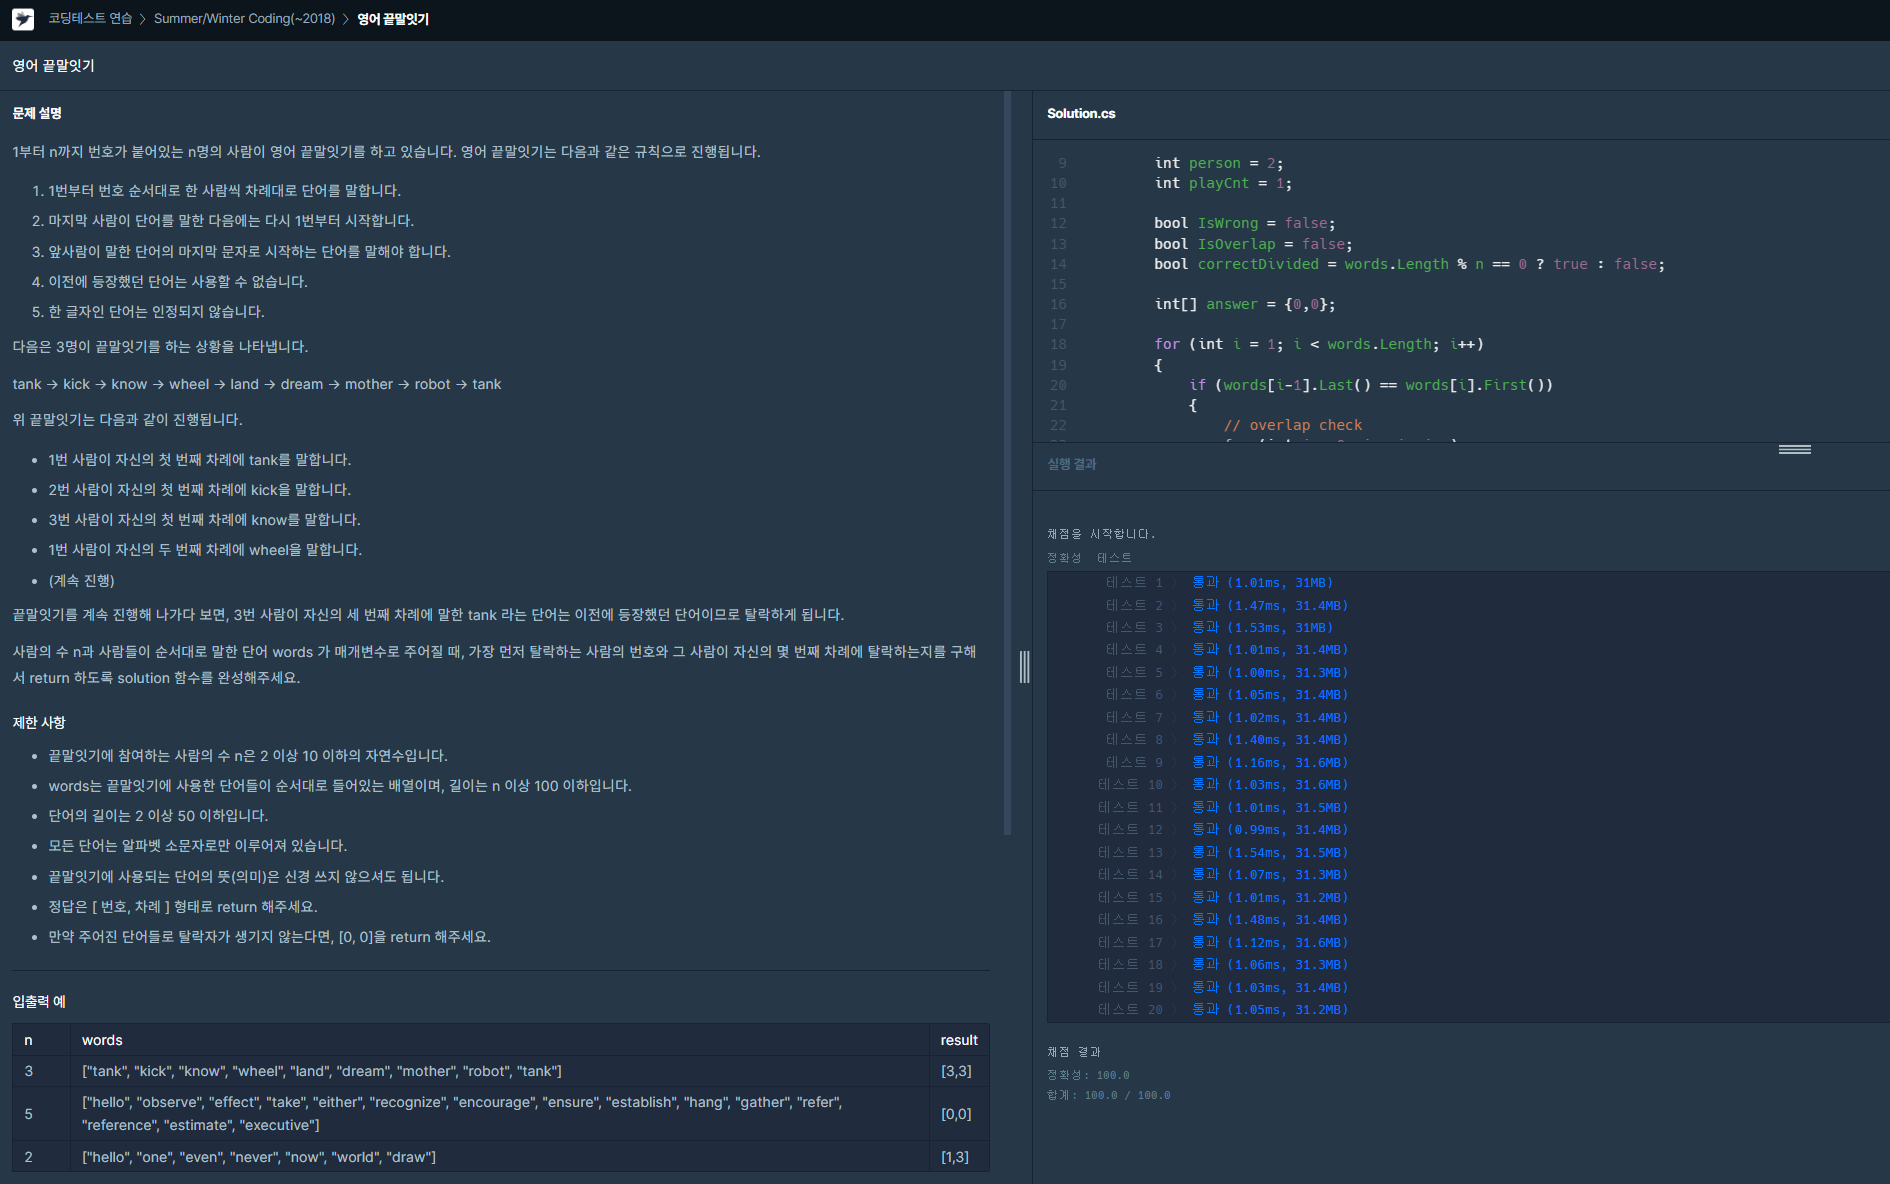 코딩테스트 연습 > Summer/Winter Coding(~2018) > 영어 끝말잇기
영어 끝말잇기
문제 설명
1부터 n까지 번호가 붙어있는 n명의 사람이 영어 끝말잇기를 하고 있습니다. 영어 끝말잇기는 다음과 같은 규칙으로 진행됩니다.
1. 1번부터 번호 순서대로 한 사람씩 차례대로 단어를 말합니다.
2. 마지막 사람이 단어를 말한 다음에는 다시 1번부터 시작합니다.
3. 앞사람이 말한 단어의 마지막 문자로 시작하는 단어를 말해야 합니다.
4. 이전에 등장했던 단어는 사용할 수 없습니다.
5. 한 글자인 단어는 인정되지 않습니다.
다음은 3명이 끝말잇기를 하는 상황을 나타냅니다.
tank → kick → know → wheel → land → dream → mother → robot → tank
위 끝말잇기는 다음과 같이 진행됩니다.
• 1번 사람이 자신의 첫 번째 차례에 tank를 말합니다.
• 2번 사람이 자신의 첫 번째 차례에 kick을 말합니다.
• 3번 사람이 자신의 첫 번째 차례에 know를 말합니다.
• 1번 사람이 자신의 두 번째 차례에 wheel을 말합니다.
• (계속 진행)
끝말잇기를 계속 진행해 나가다 보면, 3번 사람이 자신의 세 번째 차례에 말한 tank 라는 단어는 이전에 등장했던 단어이므로 탈락하게 됩니다.
사람의 수 n과 사람들이 순서대로 말한 단어 words 가 매개변수로 주어질 때, 가장 먼저 탈락하는 사람의 번호와 그 사람이 자신의 몇 번째 차례에 탈락하는지를 구해
서 return 하도록 solution 함수를 완성해주세요.
제한 사항
• 끝말잇기에 참여하는 사람의 수 n은 2 이상 10 이하의 자연수입니다.
• words는 끝말잇기에 사용한 단어들이 순서대로 들어있는 배열이며, 길이는 n 이상 100 이하입니다.
• 단어의 길이는 2 이상 50 이하입니다.
• 모든 단어는 알파벳 소문자로만 이루어져 있습니다.
• 끝말잇기에 사용되는 단어의 뜻(의미)은 신경 쓰지 않으셔도 됩니다.
• 정답은 [ 번호, 차례 ] 형태로 return 해주세요.
• 만약 주어진 단어들로 탈락자가 생기지 않는다면, [0, 0]을 return 해주세요.
입출력 예
n words result
3 ["tank", "kick", "know", "wheel", "land", "dream", "mother", "robot", "tank"] [3,3]
5 ["hello", "observe", "effect", "take", "either", "recognize", "encourage", "ensure", "establish", "hang", "gather", "refer",
"reference", "estimate", "executive"] [0,0]
2 ["hello", "one", "even", "never", "now", "world", "draw"] [1,3]
Solution.cs
9 int person = 2;
10 int playCnt = 1;
11
12 bool IsWrong = false;
13 bool IsOverlap = false;
14 bool correctDivided = words.Length % n == 0 ? true : false;
15
16 int[] answer = {0,0};
17
18 for (int i = 1; i < words.Length; i++)
19 {
20 if (words[i-1].Last() == words[i].First())
21 {
22 // overlap check
실행 결과
채점을 시작합니다.
정확성 테스트
테스트 1 〉 통과 (1.01ms, 31MB)
테스트 2 〉 통과 (1.47ms, 31.4MB)
테스트 3 〉 통과 (1.53ms, 31MB)
테스트 4 〉 통과 (1.01ms, 31.4MB)
테스트 5 〉 통과 (1.00ms, 31.3MB)
테스트 6 〉 통과 (1.05ms, 31.4MB)
테스트 7 〉 통과 (1.02ms, 31.4MB)
테스트 8 〉 통과 (1.40ms, 31.4MB)
테스트 9 〉 통과 (1.16ms, 31.6MB)
테스트 10 〉 통과 (1.03ms, 31.6MB)
테스트 11 〉 통과 (1.01ms, 31.5MB)
테스트 12 〉 통과 (0.99ms, 31.4MB)
테스트 13 〉 통과 (1.54ms, 31.5MB)
테스트 14 〉 통과 (1.07ms, 31.3MB)
테스트 15 〉 통과 (1.01ms, 31.2MB)
테스트 16 〉 통과 (1.48ms, 31.4MB)
테스트 17 〉 통과 (1.12ms, 31.6MB)
테스트 18 〉 통과 (1.06ms, 31.3MB)
테스트 19 〉 통과 (1.03ms, 31.4MB)
테스트 20 〉 통과 (1.05ms, 31.2MB)
채점 결과
정확성: 100.0
합계: 100.0 / 100.0